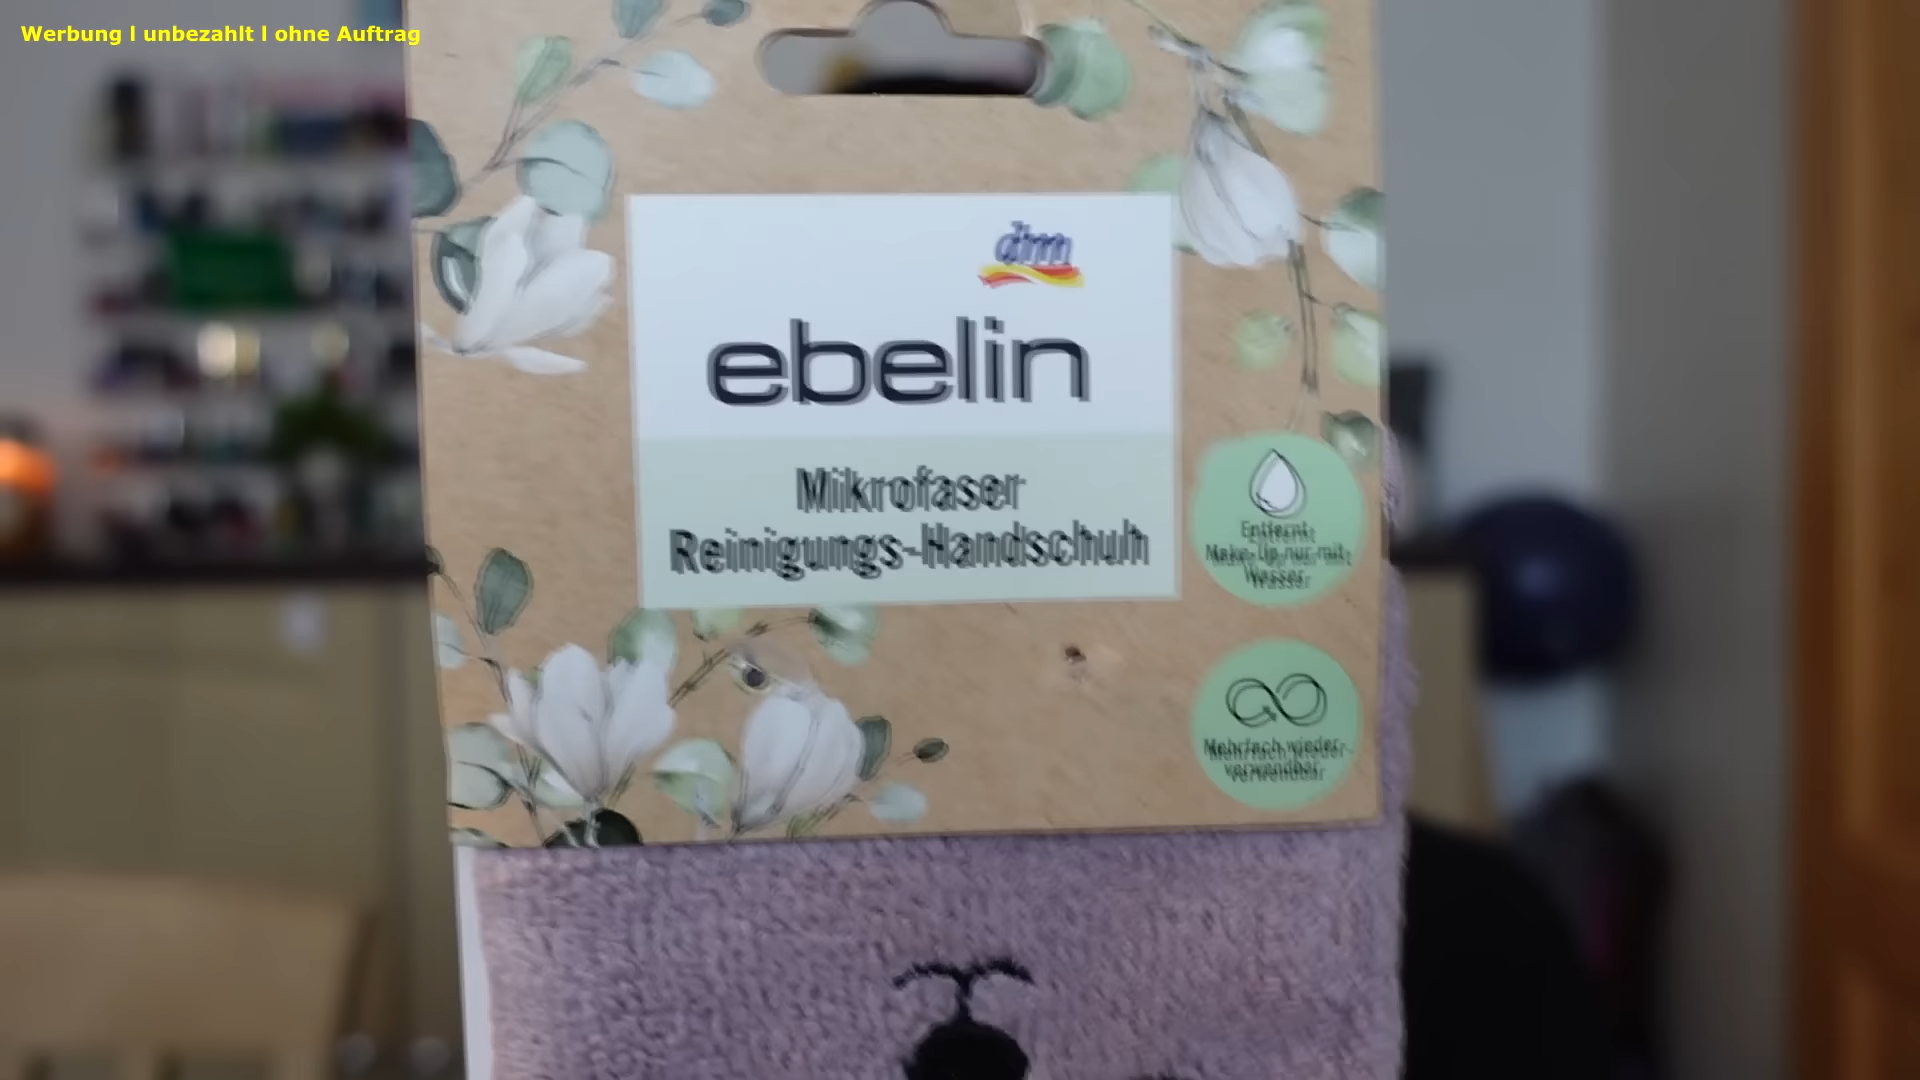 Werbung l unbezahlt l ohne Auftrag
dm
ebelin
Mikrofaser
Reinigungs-Handschuh
Entfernt
Make-Up nur mit
Wasser
Mehrfach wieder-
verwendbar